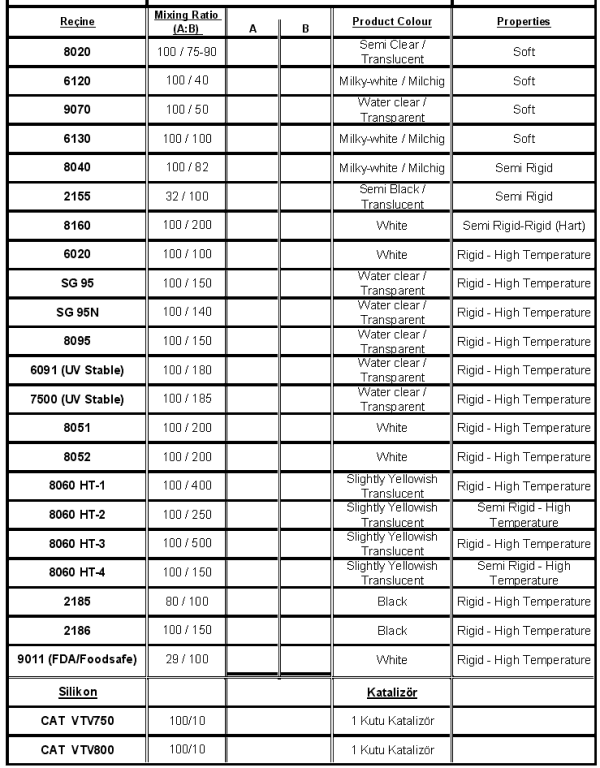 Reçine Mixing Ratio (A:B) A B Product Colour Properties
8020 100 / 75-90 Semi Clear / Translucent Soft
6120 100 / 40 Milky-white / Milchig Soft
9070 100 / 50 Water clear / Transparent Soft
6130 100 / 100 Milky-white / Milchig Soft
8040 100 / 82 Milky-white / Milchig Semi Rigid
2155 32 / 100 Semi Black / Translucent Semi Rigid
8160 100 / 200 White Semi Rigid-Rigid (Hart)
6020 100 / 100 White Rigid - High Temperature
SG 95 100 / 150 Water clear / Transparent Rigid - High Temperature
SG 95N 100 / 140 Water clear / Transparent Rigid - High Temperature
8095 100 / 150 Water clear / Transparent Rigid - High Temperature
6091 (UV Stable) 100 / 180 Water clear / Transparent Rigid - High Temperature
7500 (UV Stable) 100 / 185 Water clear / Transparent Rigid - High Temperature
8051 100 / 200 White Rigid - High Temperature
8052 100 / 200 White Rigid - High Temperature
8060 HT-1 100 / 400 Slightly Yellowish Translucent Rigid - High Temperature
8060 HT-2 100 / 250 Slightly Yellowish Translucent Semi Rigid - High Temperature
8060 HT-3 100 / 500 Slightly Yellowish Translucent Rigid - High Temperature
8060 HT-4 100 / 150 Slightly Yellowish Translucent Semi Rigid - High Temperature
2185 80 / 100 Black Rigid - High Temperature
2186 100 / 150 Black Rigid - High Temperature
9011 (FDA/Foodsafe) 29 / 100 White Rigid - High Temperature
Silikon Katalizör
CAT VTV750 100/10 1 Kutu Katalizör
CAT VTV800 100/10 1 Kutu Katalizör